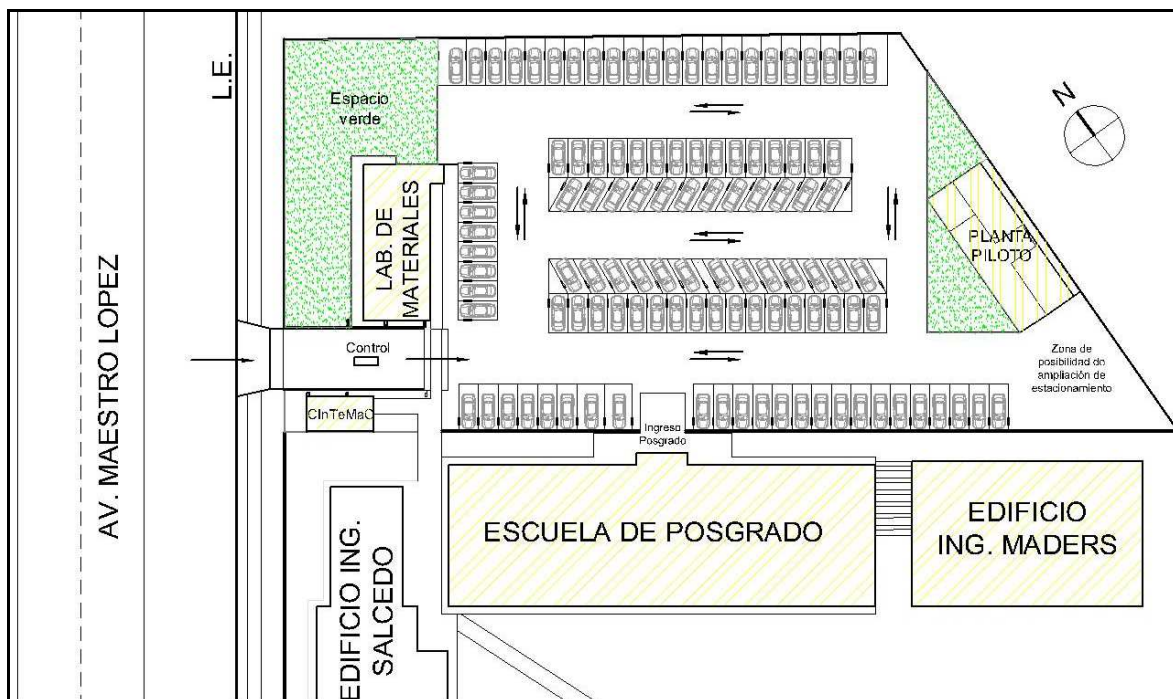 L.E.
Espacio
verde
N
LAB. DE
MATERIALES
PLANTA
PILOTO
AV. MAESTRO LOPEZ
Control
Zona de
posibilidad de
ampliación de
estacionamiento
CInTeMaC
Ingreso
Posgrado
ESCUELA DE POSGRADO
EDIFICIO
ING. MADERS
EDIFICIO ING.
SALCEDO